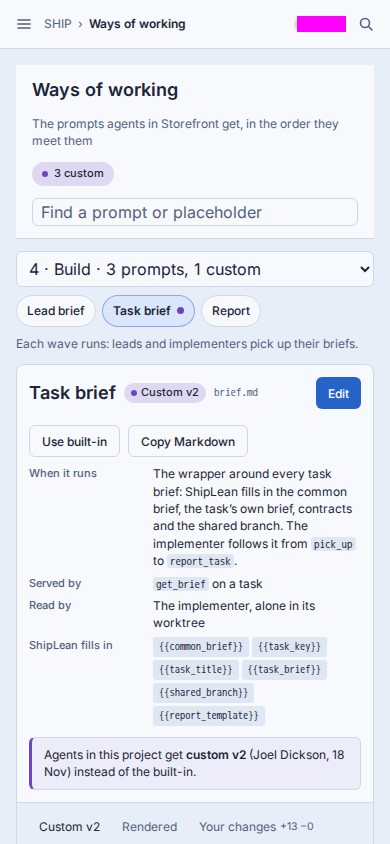 SHIP › Ways of working
Ways of working
The prompts agents in Storefront get, in the order they
meet them
3 custom
Find a prompt or placeholder
4 · Build · 3 prompts, 1 custom
Lead brief
Task brief
Report
Each wave runs: leads and implementers pick up their briefs.
Task brief
Custom v2
brief.md
Edit
Use built-in
Copy Markdown
When it runs
The wrapper around every task
brief: ShipLean fills in the common
brief, the task’s own brief, contracts
and the shared branch. The
implementer follows it from pick_up
to report_task.
Served by
get_brief on a task
Read by
The implementer, alone in its
worktree
ShipLean fills in
{{common_brief}} {{task_key}}
{{task_title}} {{task_brief}}
{{shared_branch}}
{{report_template}}
Agents in this project get custom v2 (Joel Dickson, 18
Nov) instead of the built-in.
Custom v2
Rendered
Your changes +13 −0